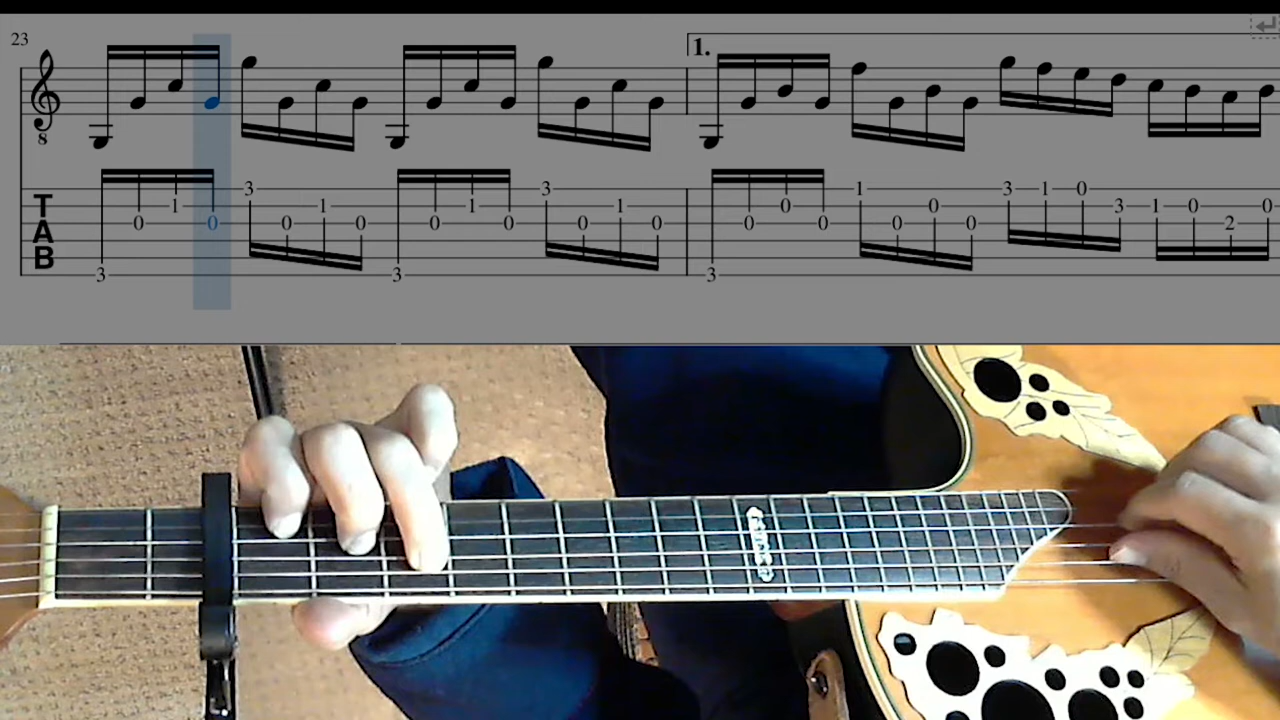 23
1.
8
3 3 3 1 3 1 0
T 1 1 1 1 0 0 3 1 0 0
A 0 0 0 0 0 0 0 0 0 0 0 0 2
B
3 3 3